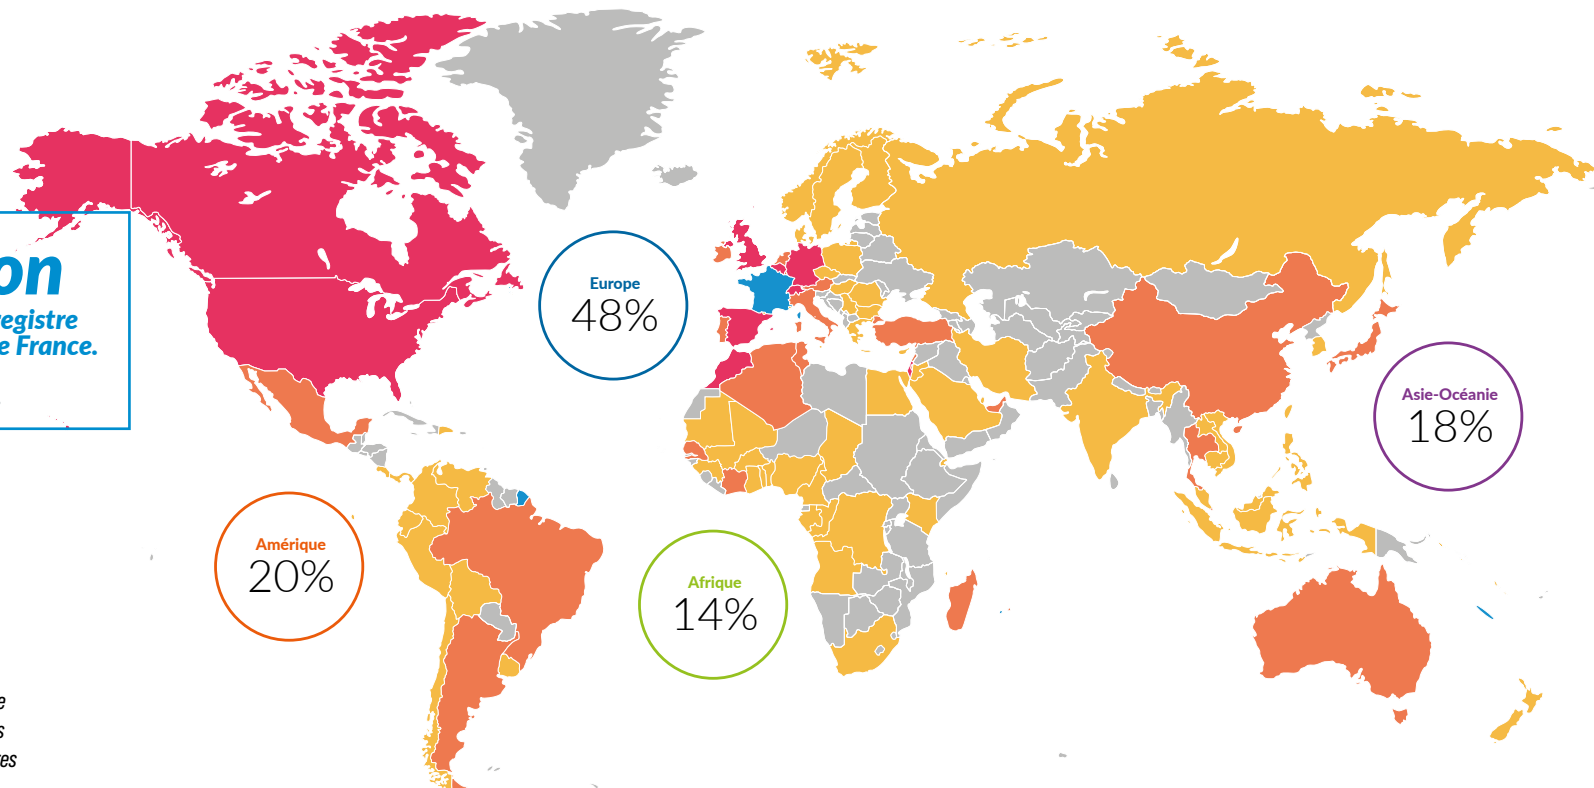 on
egistre
e France.
Europe
48%
Asie-Océanie
18%
Amérique
20%
Afrique
14%
e
s
es